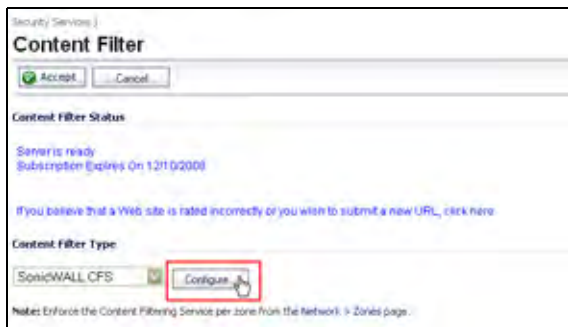 Security Services /
Content Filter
Accept Cancel
Content Filter Status
Server is ready
Subscription Expires On 12/10/2008
If you believe that a Web site is rated incorrectly or you wish to submit a new URL, click here
Content Filter Type
SonicWALL CFS Configure...
Note: Enforce the Content Filtering Service per zone from the Network > Zones page.